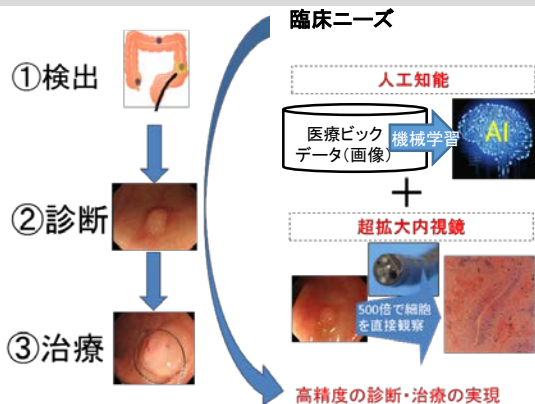 臨床ニーズ
①検出
②診断
③治療
人工知能
医療ビック
データ(画像)
機械学習
AI
＋
超拡大内視鏡
500倍で細胞
を直接観察
高精度の診断・治療の実現